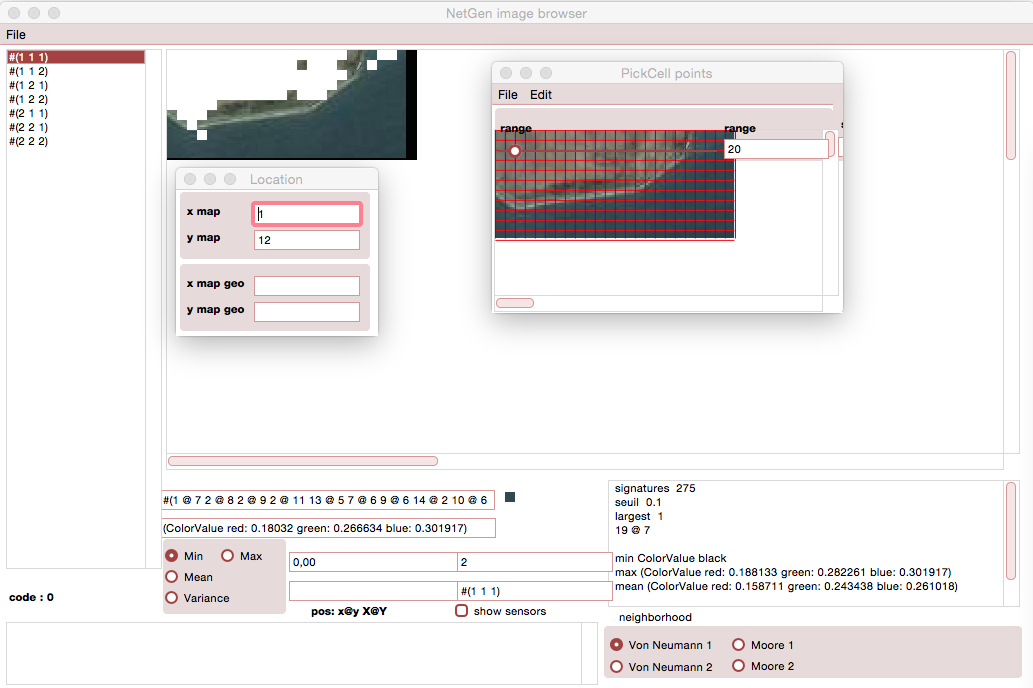 NetGen image browser
File
#(1 1 1)
#(1 1 2)
#(1 2 1)
#(1 2 2)
#(2 1 1)
#(2 2 1)
#(2 2 2)
PickCell points
File Edit
range range
20
Location
x map 1
y map 12
x map geo
y map geo
#(1 @ 7 2 @ 8 2 @ 9 2 @ 11 13 @ 5 7 @ 6 9 @ 6 14 @ 2 10 @ 6
(ColorValue red: 0.18032 green: 0.266634 blue: 0.301917)
Min Max
Mean
Variance
0,00 2
#(1 1 1)
pos: x@y X@Y show sensors
code : 0
signatures 275
seuil 0.1
largest 1
19 @ 7
min ColorValue black
max (ColorValue red: 0.188133 green: 0.282261 blue: 0.301917)
mean (ColorValue red: 0.158711 green: 0.243438 blue: 0.261018)
neighborhood
Von Neumann 1 Moore 1
Von Neumann 2 Moore 2